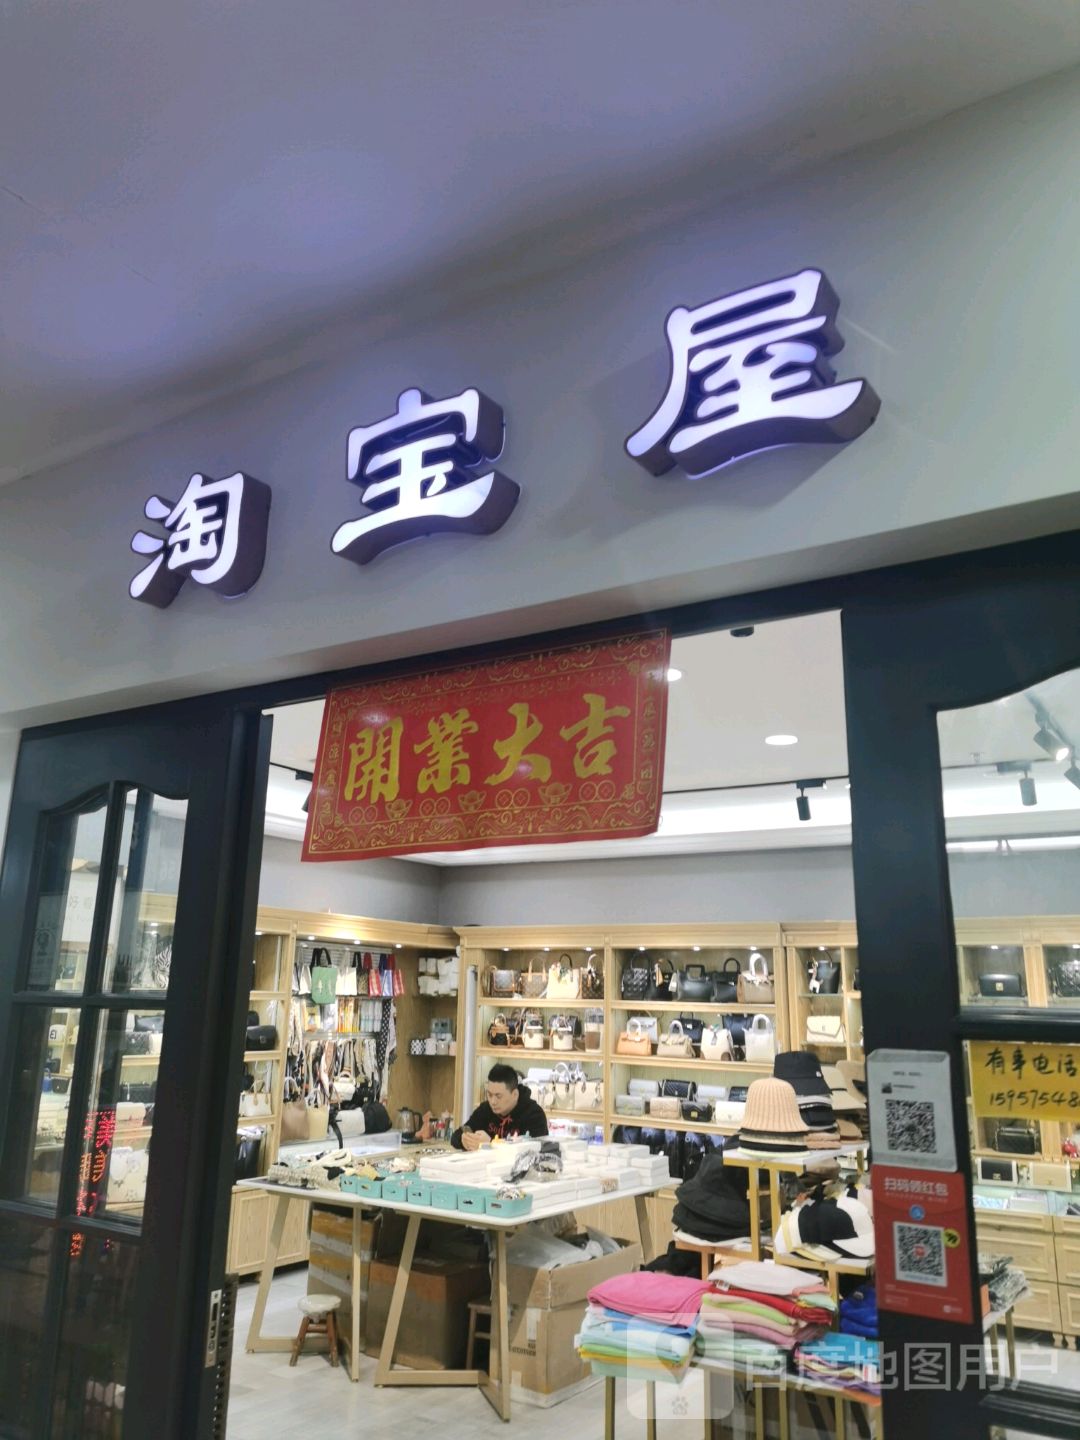 淘宝屋
開業大吉
有事电话
15957548
扫码领红包
百度地图用户